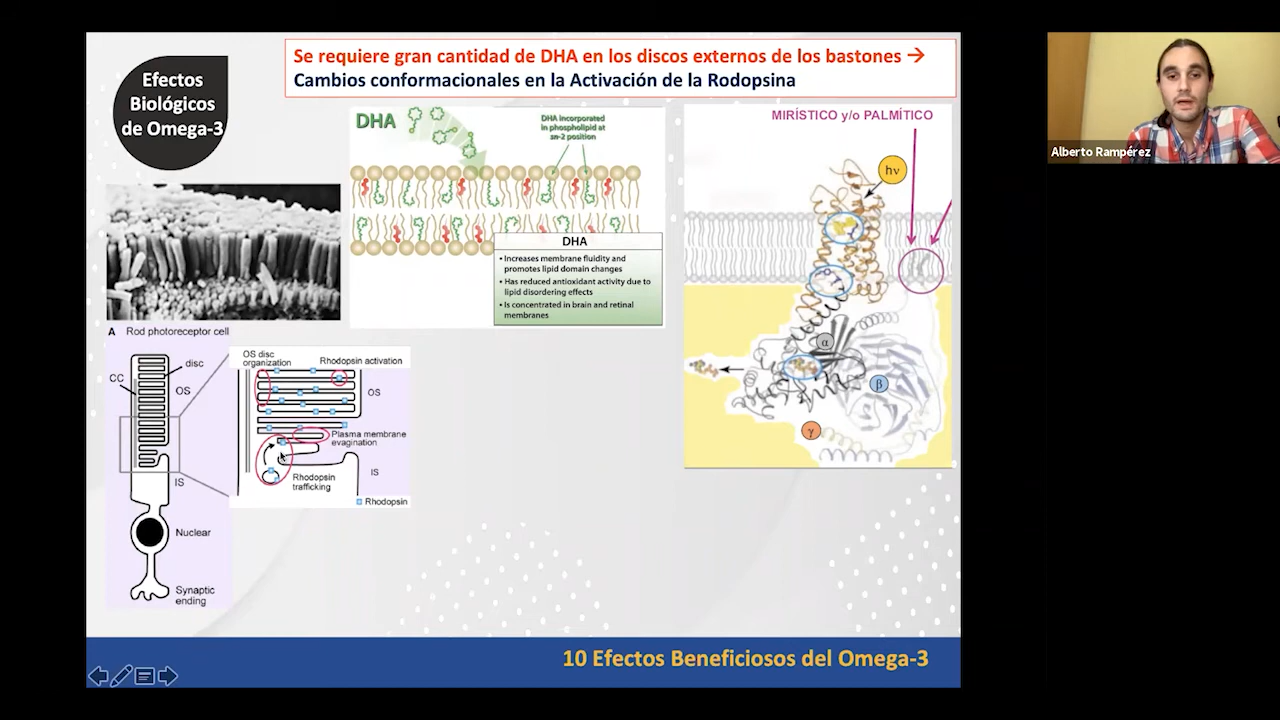 Efectos
Biológicos
de Omega-3
Se requiere gran cantidad de DHA en los discos externos de los bastones →
Cambios conformacionales en la Activación de la Rodopsina
Alberto Rampérez
DHA
DHA incorporated
in phospholipid at
sn-2 position
DHA
• Increases membrane fluidity and
promotes lipid domain changes
• Has reduced antioxidant activity due to
lipid disordering effects
• Is concentrated in brain and retinal
membranes
MIRÍSTICO y/o PALMÍTICO
hν
α
β
γ
A Rod photoreceptor cell
CC
disc
OS
IS
Nuclear
Synaptic
ending
OS disc
organization
Rhodopsin activation
OS
Plasma membrane
evagination
IS
Rhodopsin
trafficking
Rhodopsin
10 Efectos Beneficiosos del Omega-3